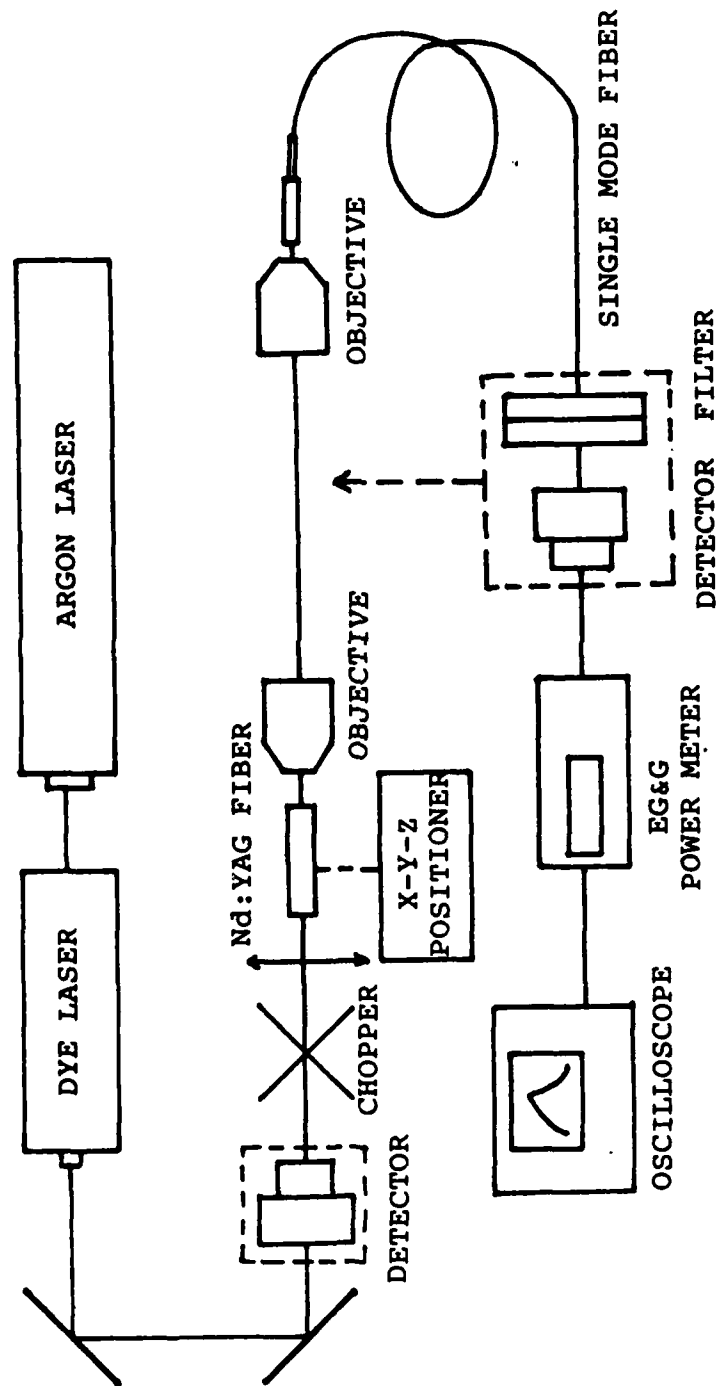 ARGON LASER
DYE LASER
OBJECTIVE
OBJECTIVE
Nd:YAG FIBER
X-Y-Z
POSITIONER
CHOPPER
DETECTOR
SINGLE MODE FIBER
FILTER
DETECTOR
EG&G
POWER METER
OSCILLOSCOPE